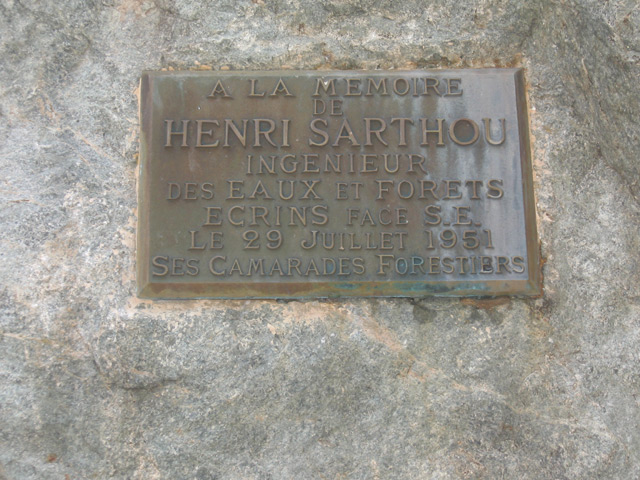 A LA MEMOIRE
DE
HENRI SARTHOU
INGENIEUR
DES EAUX ET FORETS
ECRINS FACE S.E.
LE 29 JUILLET 1951
SES CAMARADES FORESTIERS